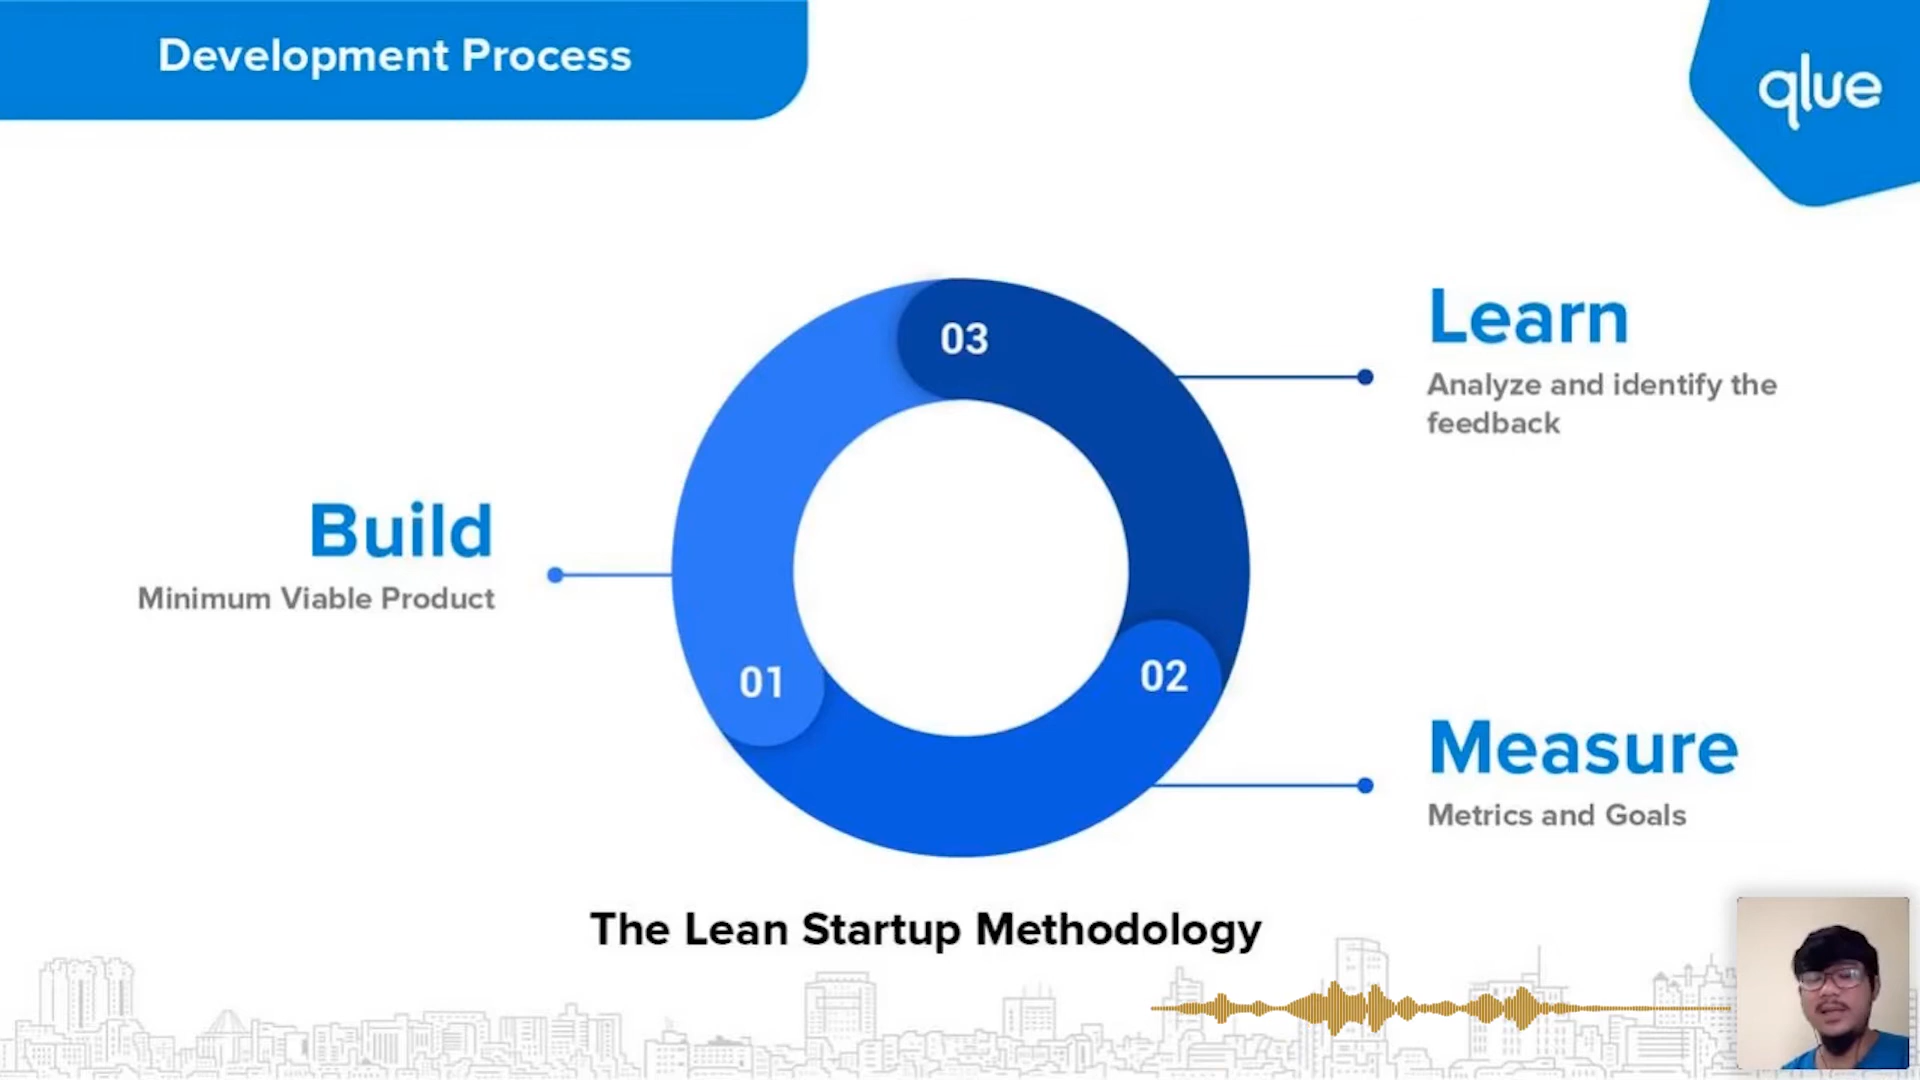 Development Process
qlue
03
Learn
Analyze and identify the
feedback
Build
Minimum Viable Product
01
02
Measure
Metrics and Goals
The Lean Startup Methodology